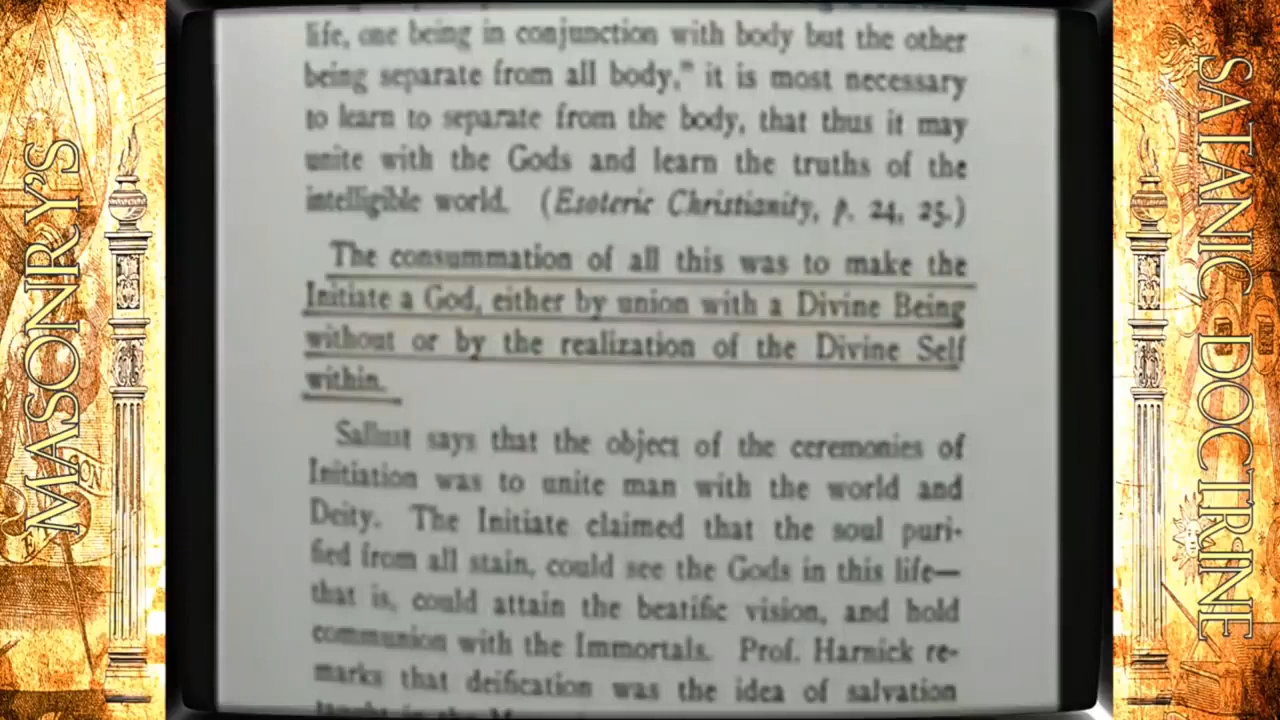 MASONRY'S
life, one being in conjunction with body but the other
being separate from all body," it is most necessary
to learn to separate from the body, that thus it may
unite with the Gods and learn the truths of the
intelligible world. (Esoteric Christianity, p. 24, 25.)
The consummation of all this was to make the
Initiate a God, either by union with a Divine Being
without or by the realization of the Divine Self
within.
Sallust says that the object of the ceremonies of
Initiation was to unite man with the world and
Deity. The Initiate claimed that the soul puri-
fied from all stain, could see the Gods in this life—
that is, could attain the beatific vision, and hold
communion with the Immortals. Prof. Harnick re-
marks that deification was the idea of salvation
SATANIC DOCTRINE